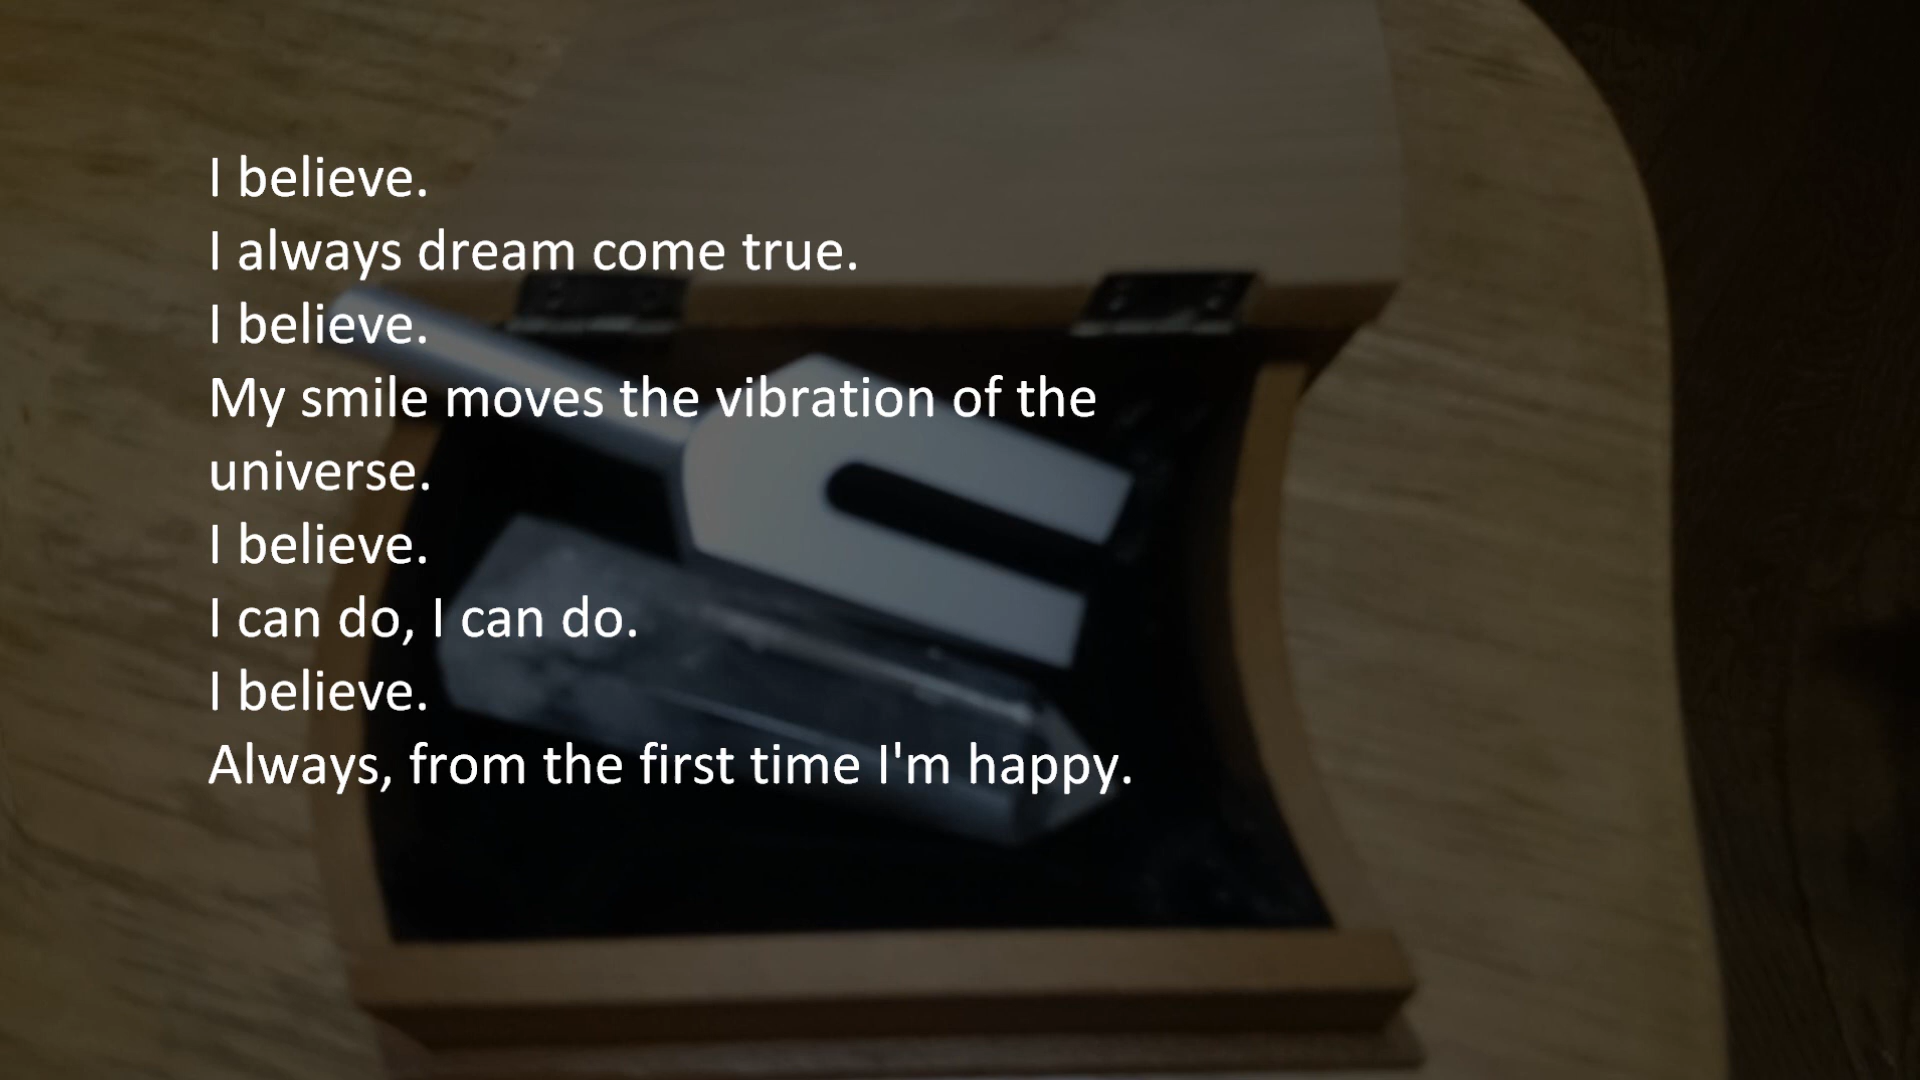 I believe.
I always dream come true.
I believe.
My smile moves the vibration of the
universe.
I believe.
I can do, I can do.
I believe.
Always, from the first time I'm happy.